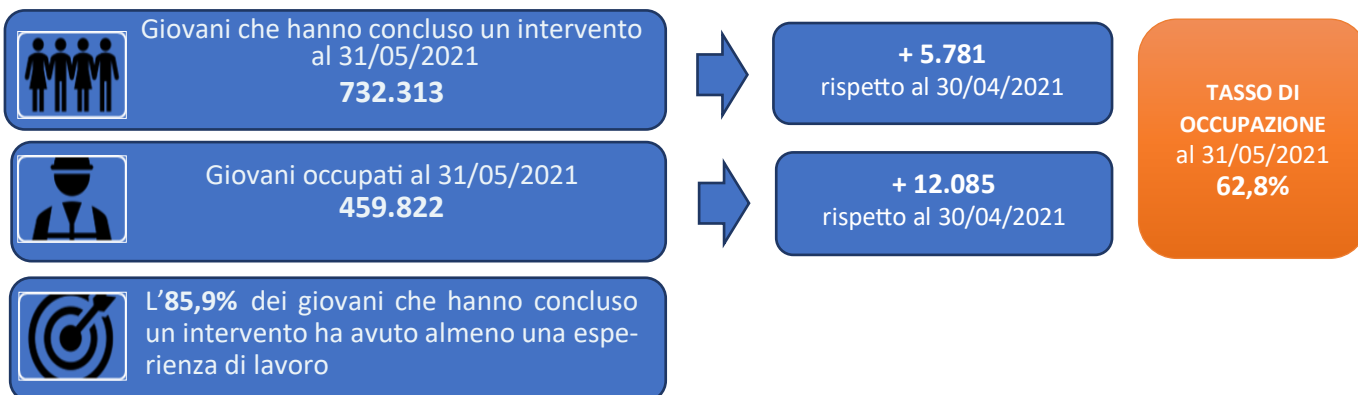 Giovani che hanno concluso un intervento
al 31/05/2021
732.313
+ 5.781
rispetto al 30/04/2021
Giovani occupati al 31/05/2021
459.822
+ 12.085
rispetto al 30/04/2021
TASSO DI
OCCUPAZIONE
al 31/05/2021
62,8%
L'85,9% dei giovani che hanno concluso
un intervento ha avuto almeno una espe-
rienza di lavoro